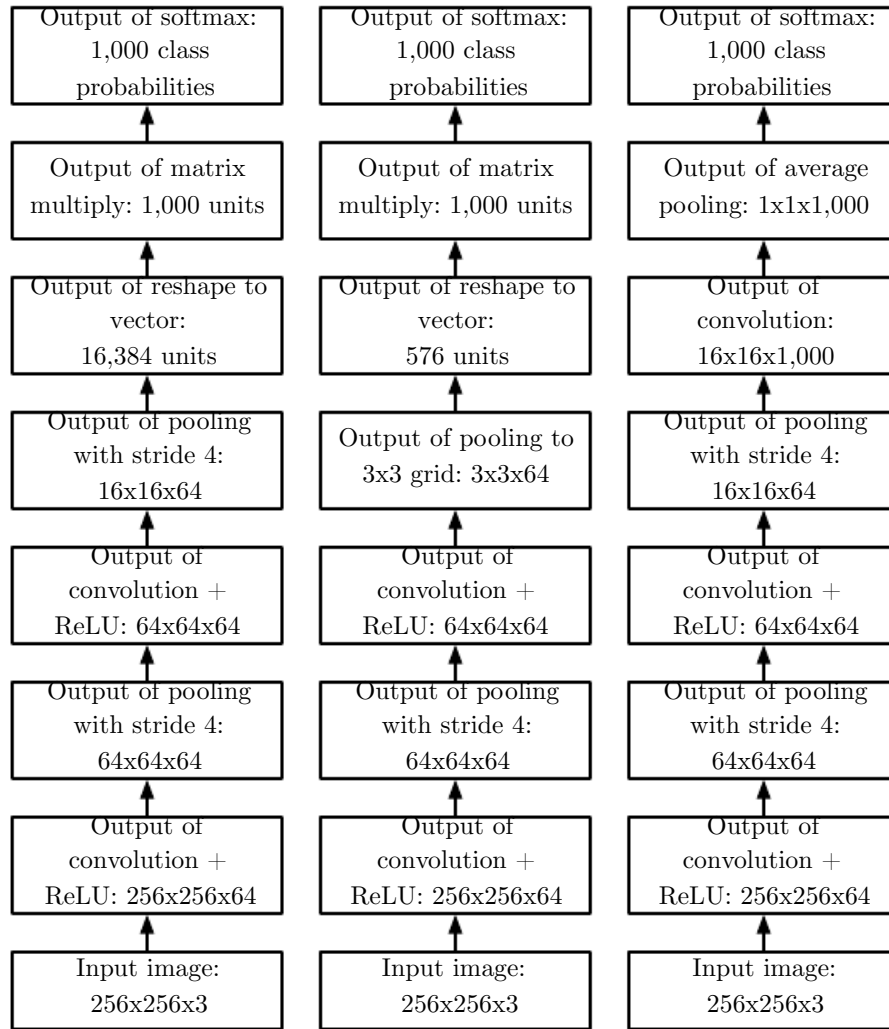 Output of softmax:
1,000 class
probabilities
Output of matrix
multiply: 1,000 units
Output of reshape to
vector:
16,384 units
Output of pooling
with stride 4:
16x16x64
Output of
convolution +
ReLU: 64x64x64
Output of pooling
with stride 4:
64x64x64
Output of
convolution +
ReLU: 256x256x64
Input image:
256x256x3
Output of softmax:
1,000 class
probabilities
Output of matrix
multiply: 1,000 units
Output of reshape to
vector:
576 units
Output of pooling to
3x3 grid: 3x3x64
Output of
convolution +
ReLU: 64x64x64
Output of pooling
with stride 4:
64x64x64
Output of
convolution +
ReLU: 256x256x64
Input image:
256x256x3
Output of softmax:
1,000 class
probabilities
Output of average
pooling: 1x1x1,000
Output of
convolution:
16x16x1,000
Output of pooling
with stride 4:
16x16x64
Output of
convolution +
ReLU: 64x64x64
Output of pooling
with stride 4:
64x64x64
Output of
convolution +
ReLU: 256x256x64
Input image:
256x256x3